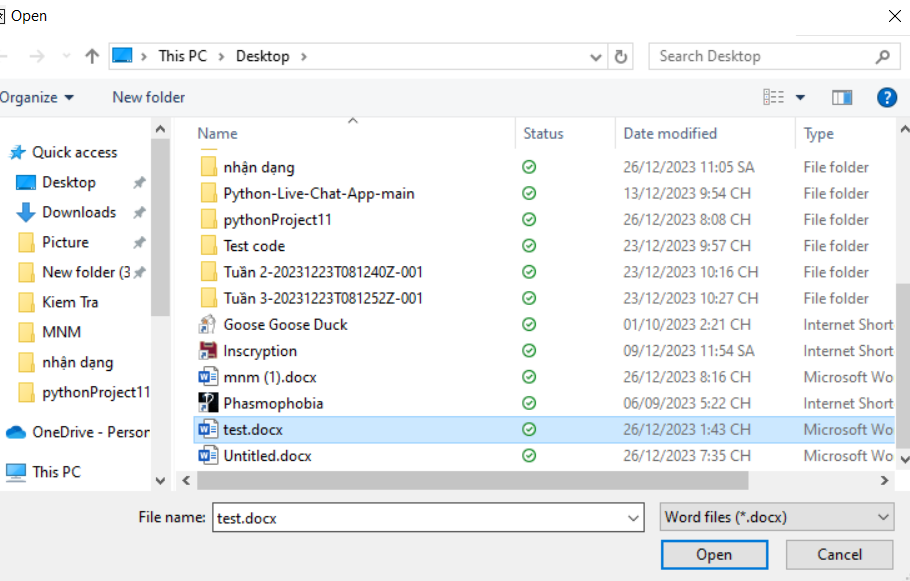 Open
This PC > Desktop >
Search Desktop
Organize
New folder
Name
Status
Date modified
Type
Quick access
Desktop
Downloads
Picture
New folder (3
Kiem Tra
MNM
nhận dạng
pythonProject11
OneDrive - Person
This PC
nhận dạng 26/12/2023 11:05 SA File folder
Python-Live-Chat-App-main 13/12/2023 9:54 CH File folder
pythonProject11 26/12/2023 8:08 CH File folder
Test code 23/12/2023 9:57 CH File folder
Tuần 2-20231223T081240Z-001 23/12/2023 10:16 CH File folder
Tuần 3-20231223T081252Z-001 23/12/2023 10:27 CH File folder
Goose Goose Duck 01/10/2023 2:21 CH Internet Short
Inscryption 09/12/2023 11:54 SA Internet Short
mnm (1).docx 26/12/2023 8:16 CH Microsoft Wo
Phasmophobia 06/09/2023 5:22 CH Internet Short
test.docx 26/12/2023 1:43 CH Microsoft Wo
Untitled.docx 26/12/2023 7:35 CH Microsoft Wo
File name: test.docx
Word files (*.docx)
Open
Cancel